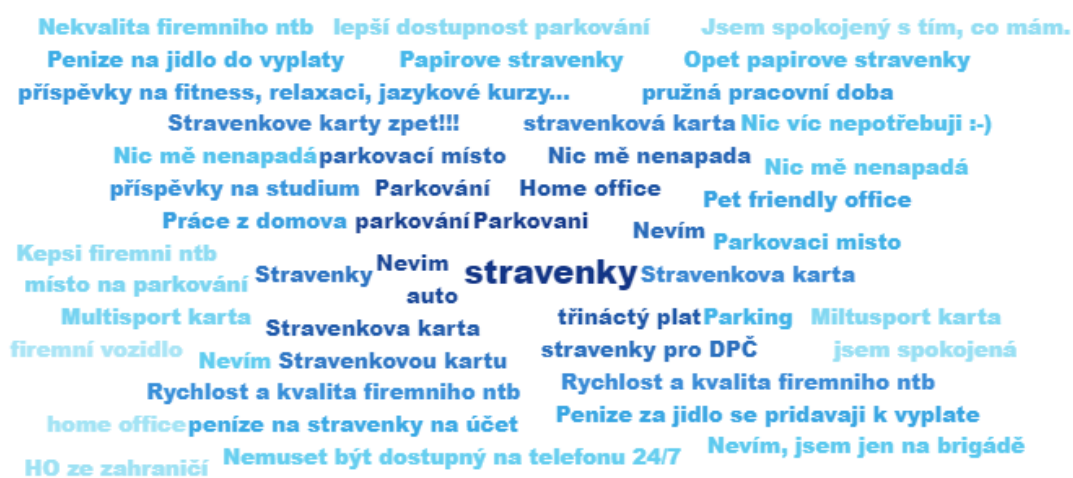 Nekvalita firemniho ntb lepší dostupnost parkování Jsem spokojený s tím, co mám.
Penize na jidlo do vyplaty Papirove stravenky Opet papirove stravenky
příspěvky na fitness, relaxaci, jazykové kurzy... pružná pracovní doba
Stravenkove karty zpet!!! stravenková karta Nic víc nepotřebuji :-)
Nic mě nenapadá parkovací místo Nic mě nenapada Nic mě nenapadá
příspěvky na studium Parkování Home office Pet friendly office
Práce z domova parkování Parkovani Nevím Parkovaci misto
Kepsi firemni ntb
místo na parkování Stravenky Nevim stravenky Stravenkova karta
auto
Multisport karta Stravenkova karta třináctý plat Parking Miltusport karta
firemní vozidlo Nevím Stravenkovou kartu stravenky pro DPČ jsem spokojená
Rychlost a kvalita firemniho ntb Rychlost a kvalita firemniho ntb
home office peníze na stravenky na účet Penize za jidlo se pridavaji k vyplate
HO ze zahraničí Nemuset být dostupný na telefonu 24/7 Nevím, jsem jen na brigádě